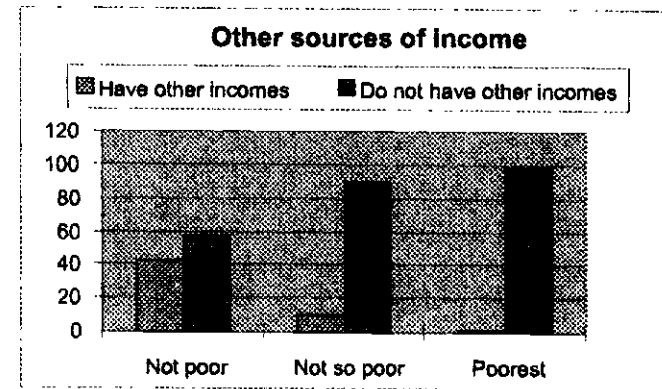 Other sources of Income
Have other incomes Do not have other incomes
120
100
80
60
40
20
0
Not poor Not so poor Poorest